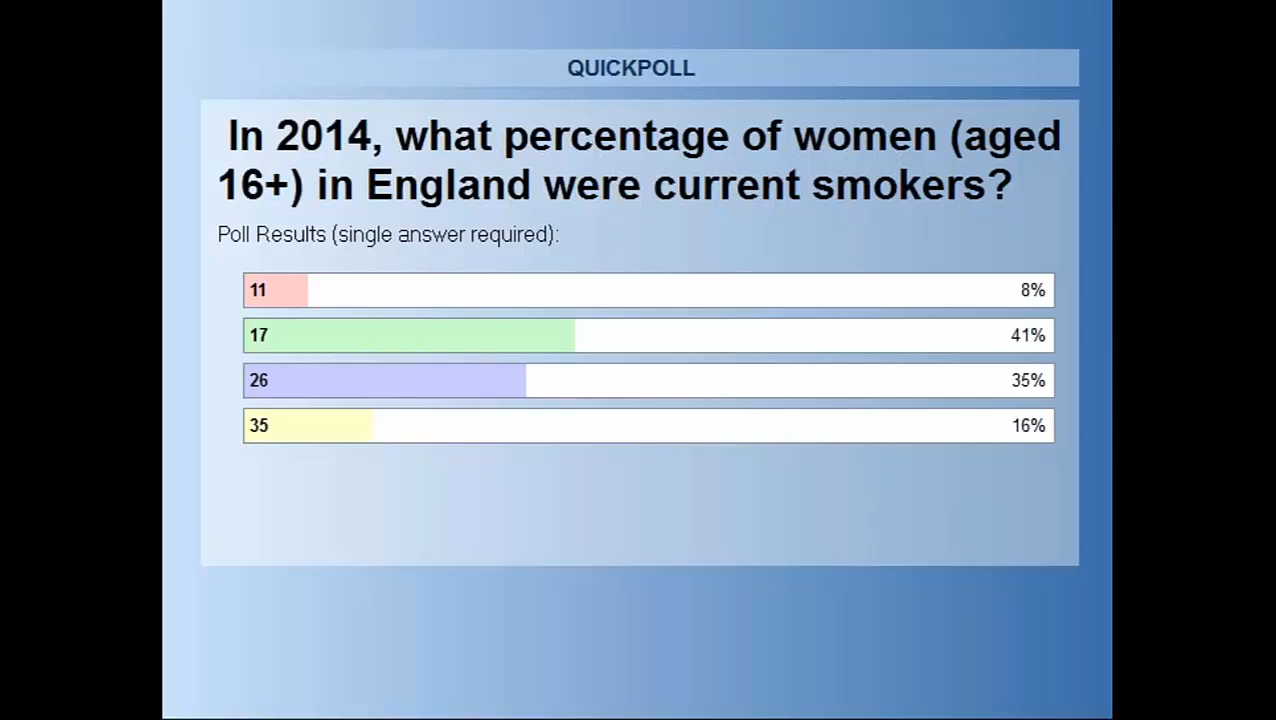 QUICKPOLL
In 2014, what percentage of women (aged
16+) in England were current smokers?
Poll Results (single answer required):
11 8%
17 41%
26 35%
35 16%